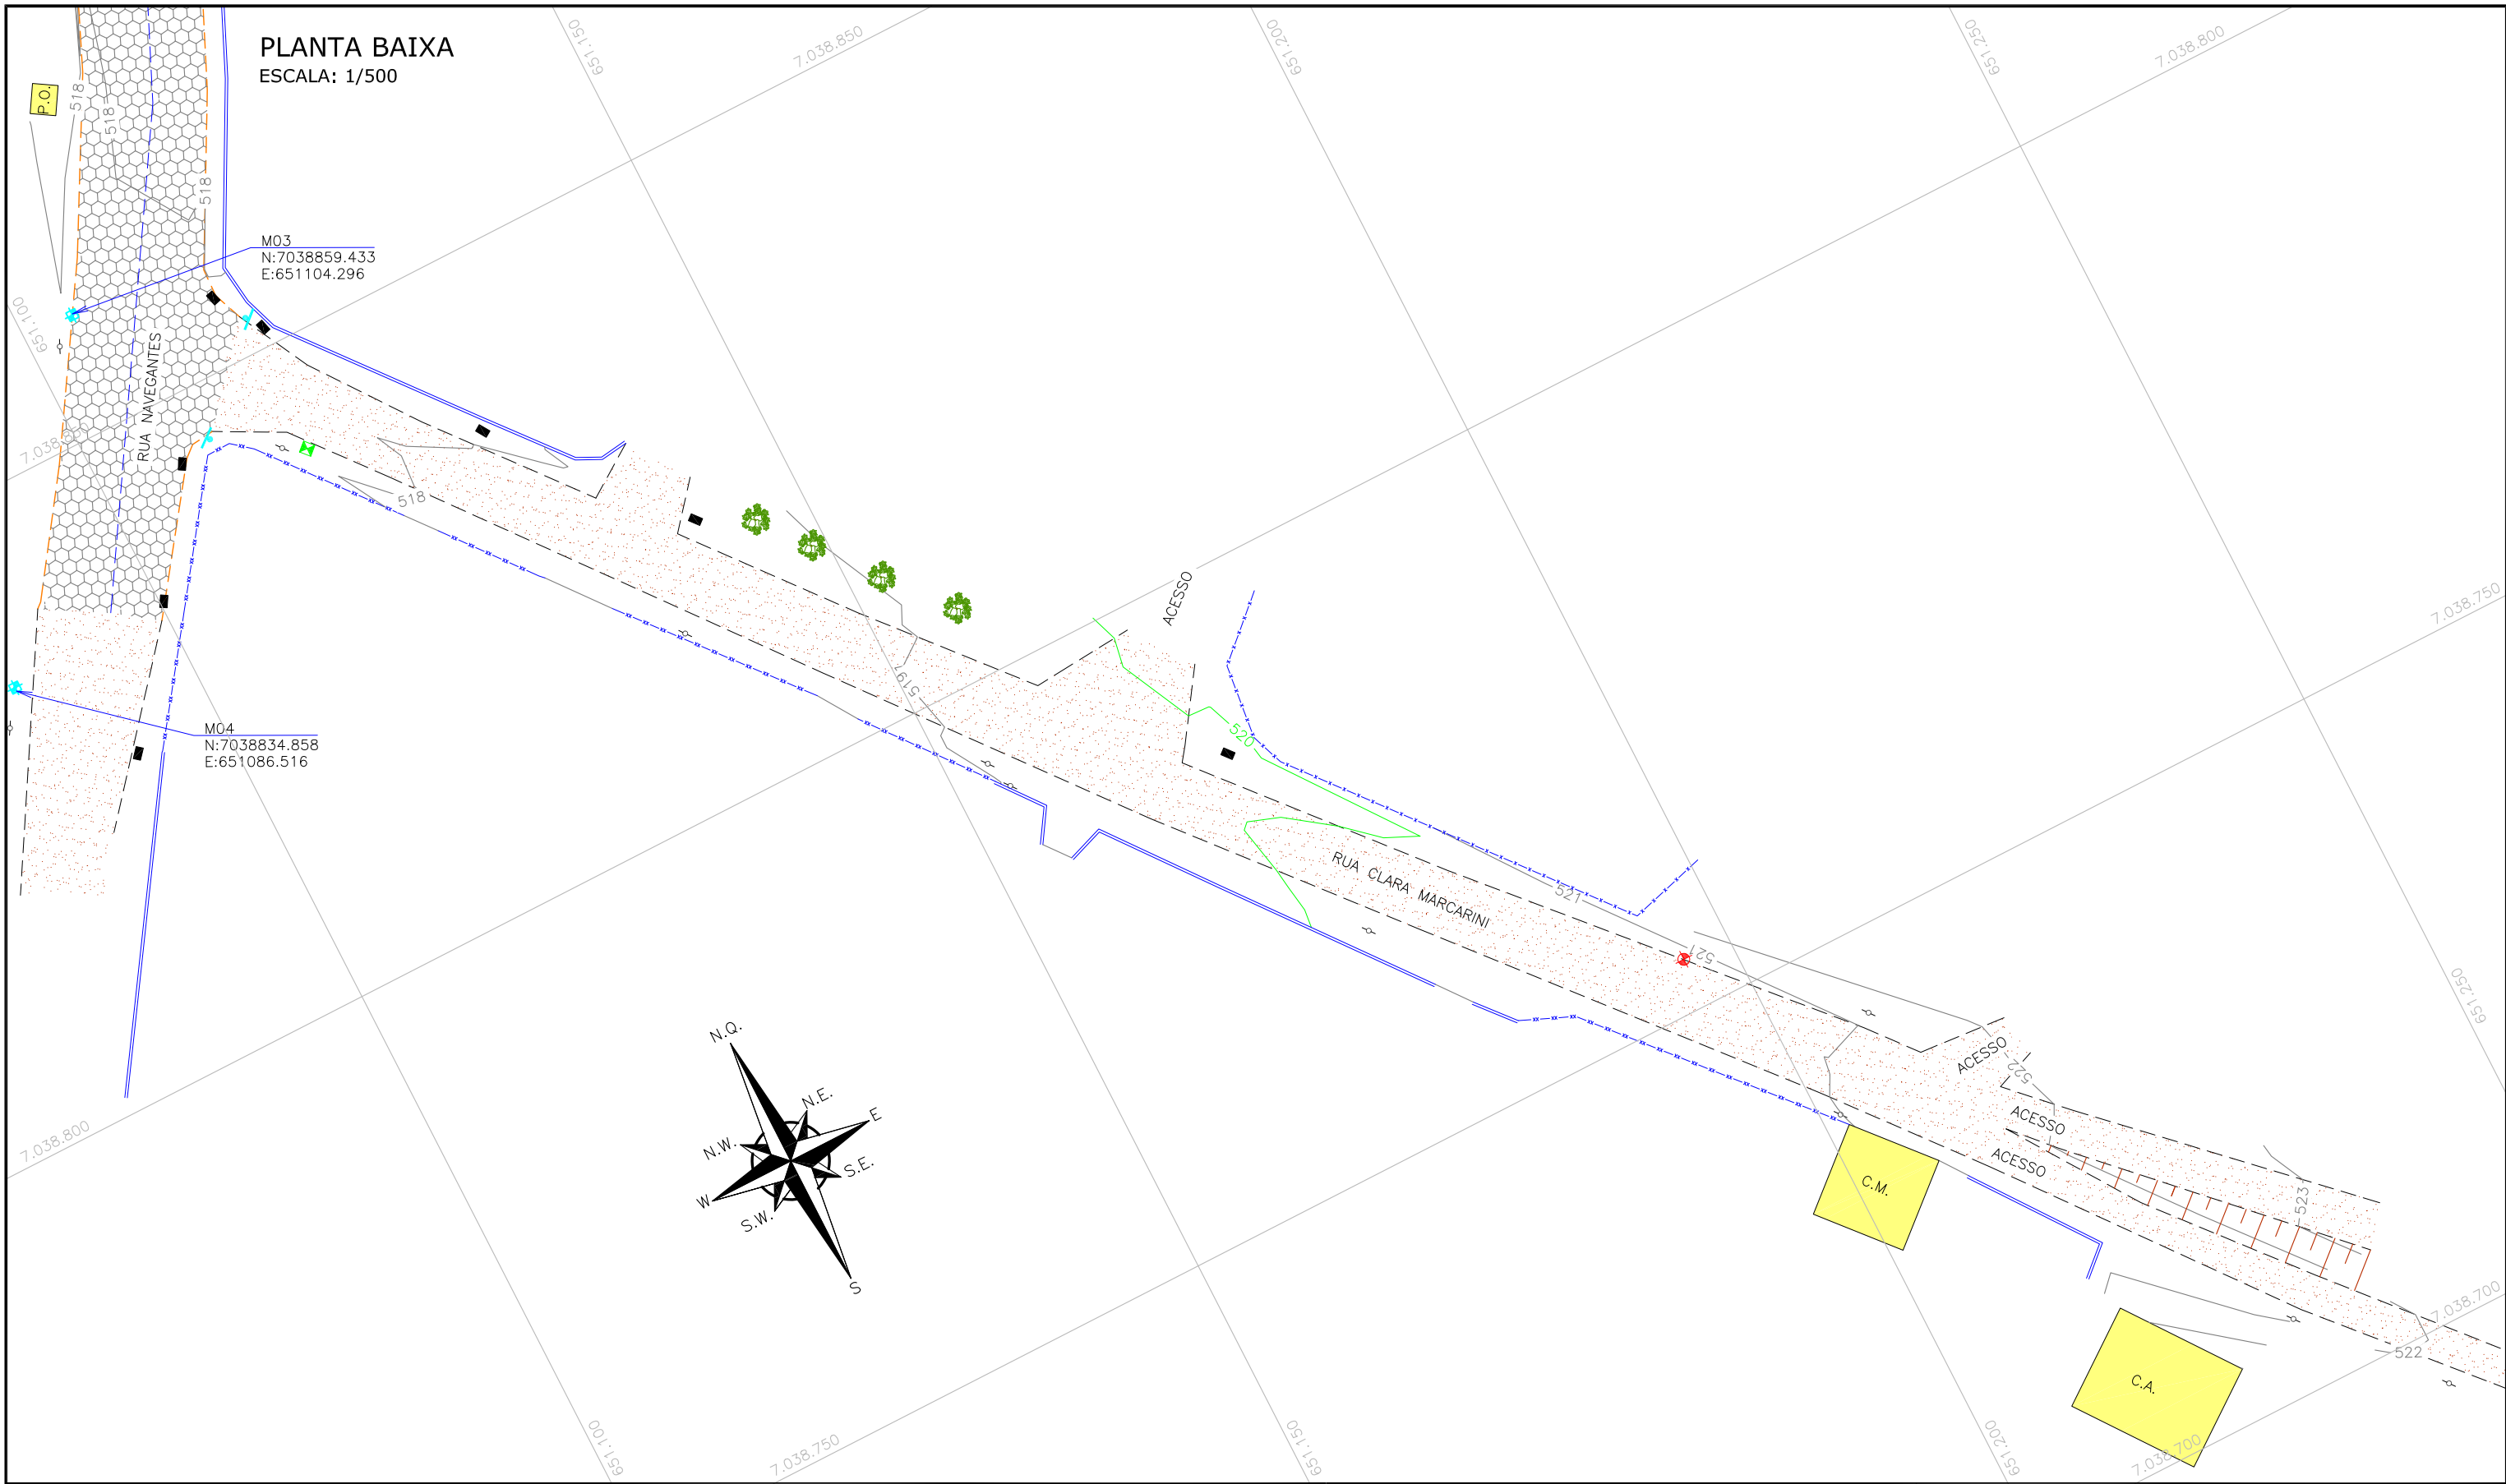 PLANTA BAIXA
ESCALA: 1/500
651.150
7.038.850
651.200
651.250
7.038.800
P.O.
518
518
518
M03
N:7038859.433
E:651104.296
651.100
RUA NAVEGANTES
518
ACESSO
7.038.750
519
520
M04
N:7038834.858
E:651086.516
RUA CLARA MARCARINI
521
521
651.250
N.Q.
N.E.
E
N.W.
S.E.
W
S.W.
S
ACESSO
522
ACESSO
ACESSO
7.038.800
C.M.
523
7.038.700
522
C.A.
651.100
7.038.750
651.150
651.200
7.038.700